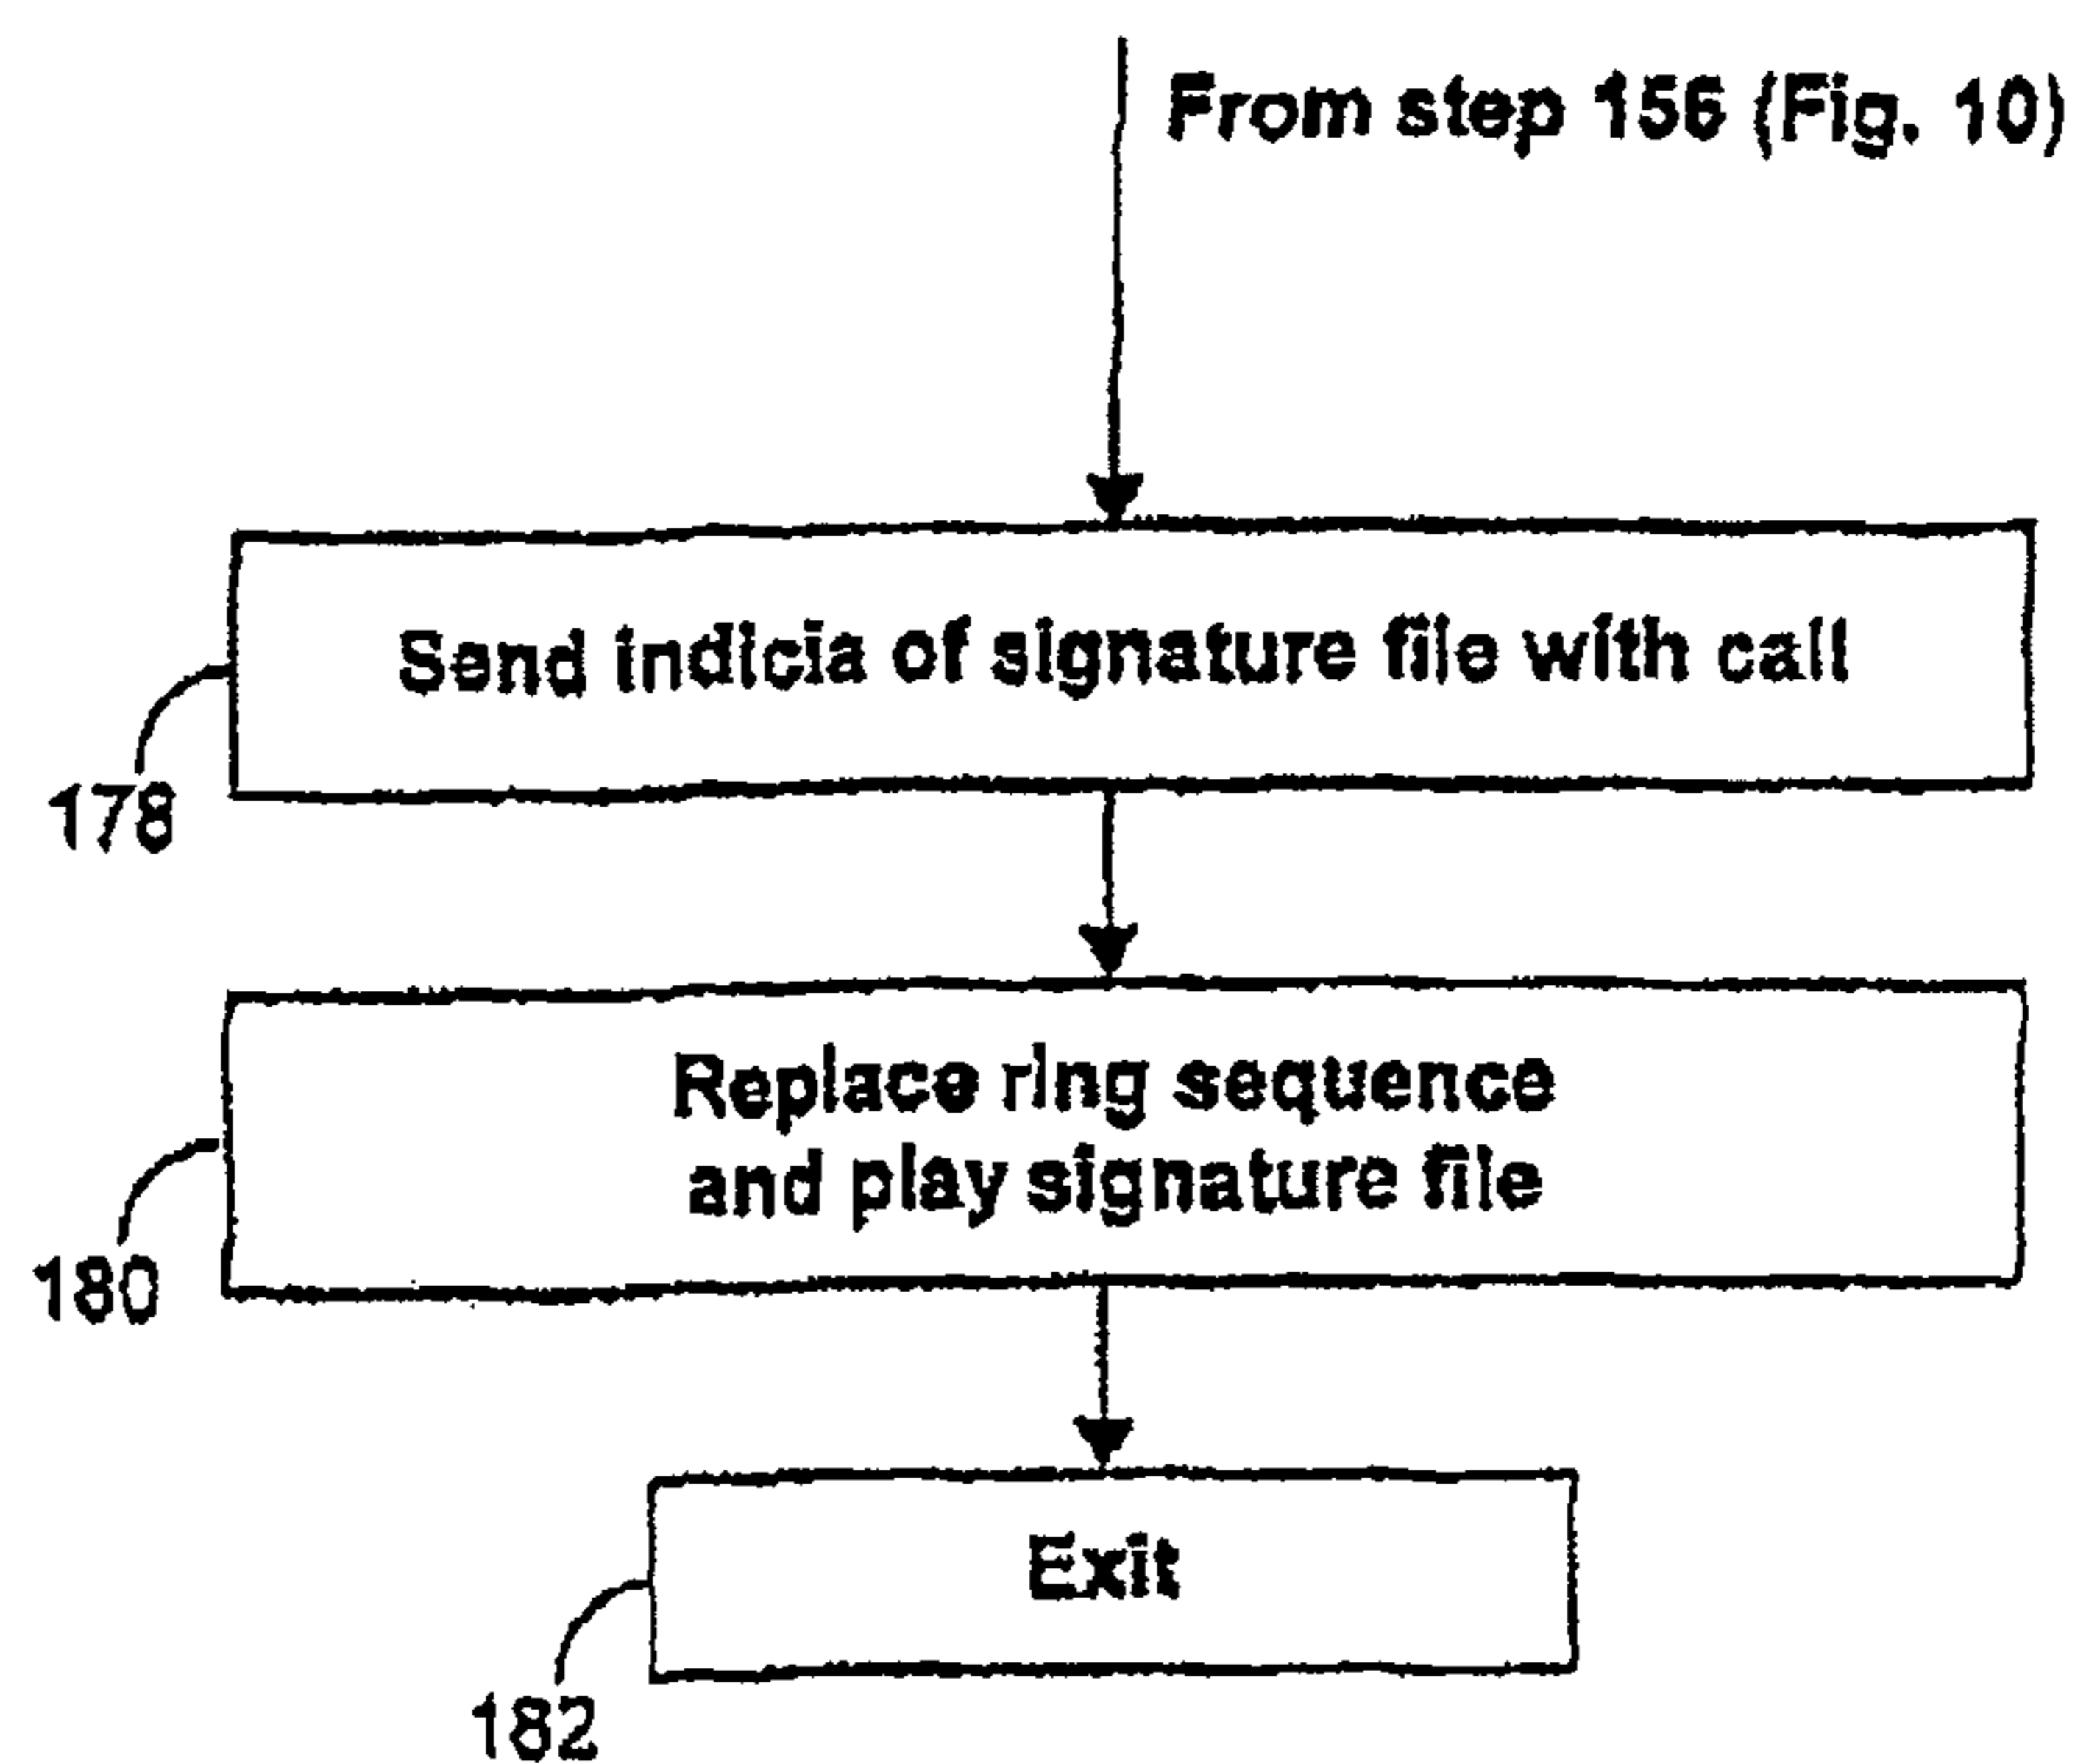 From step 156 (Fig. 10)
Send indicia of signature file with call
178
Replace ring sequence
and play signature file
180
Exit
182